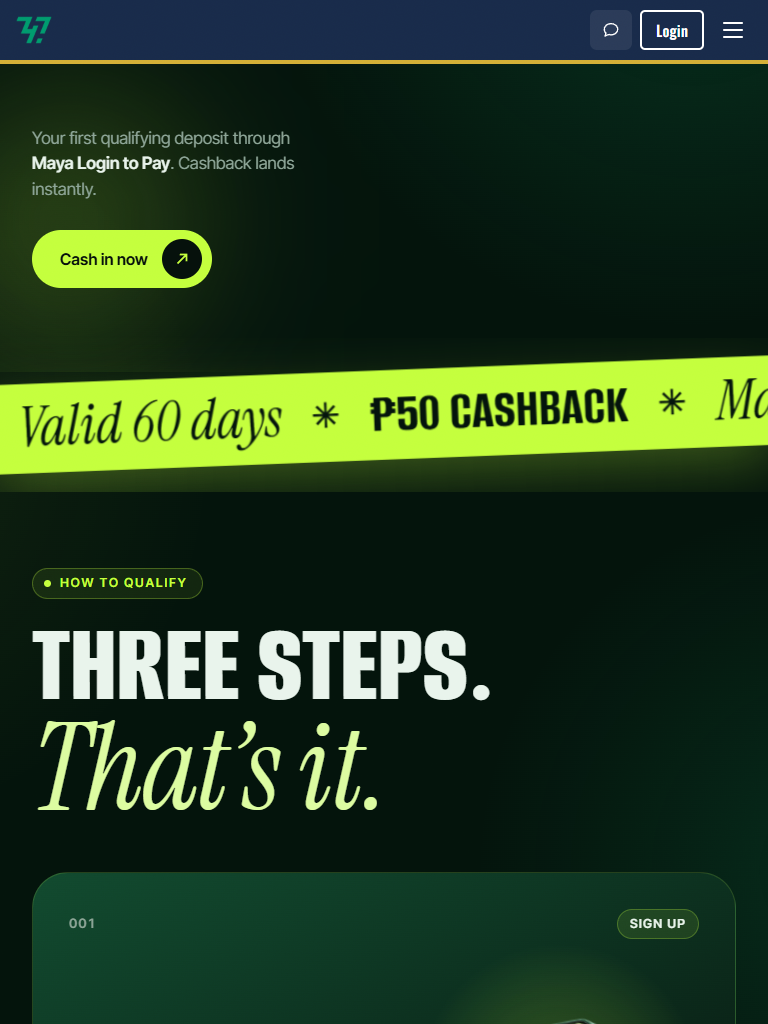 Login
Your first qualifying deposit through
Maya Login to Pay. Cashback lands
instantly.
Cash in now
Valid 60 days * ₱50 CASHBACK *
HOW TO QUALIFY
THREE STEPS.
That's it.
001
SIGN UP